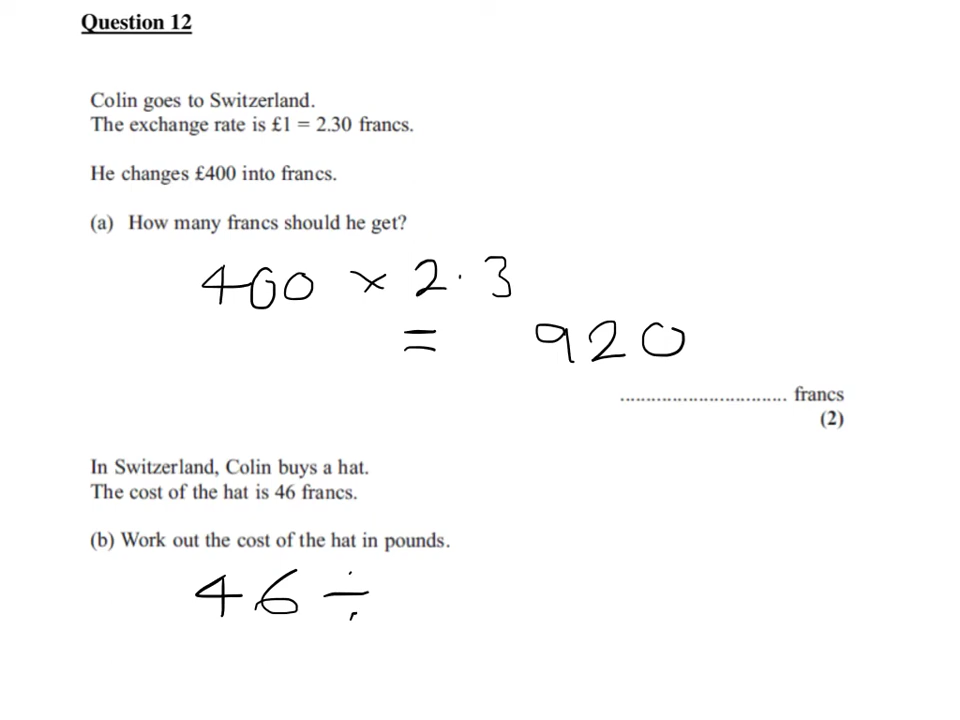 Question 12
Colin goes to Switzerland.
The exchange rate is £1 = 2.30 francs.
He changes £400 into francs.
(a) How many francs should he get?
400 × 2.3
= 920
................................ francs
(2)
In Switzerland, Colin buys a hat.
The cost of the hat is 46 francs.
(b) Work out the cost of the hat in pounds.
46 ÷